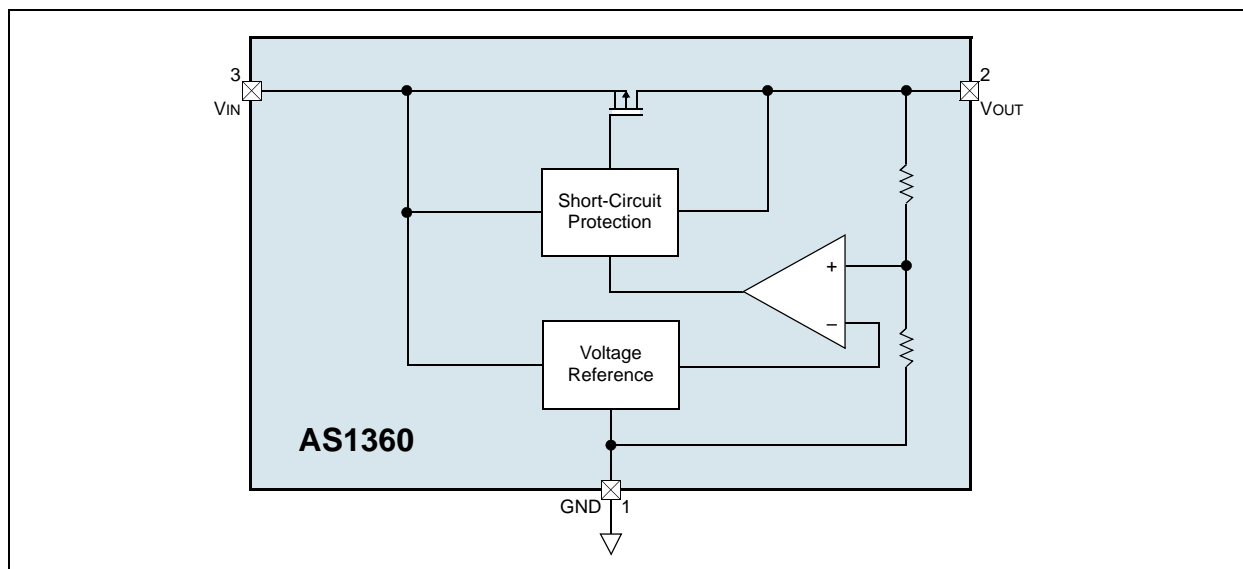 3
VIN
2
VOUT
Short-Circuit
Protection
+
–
Voltage
Reference
AS1360
GND 1